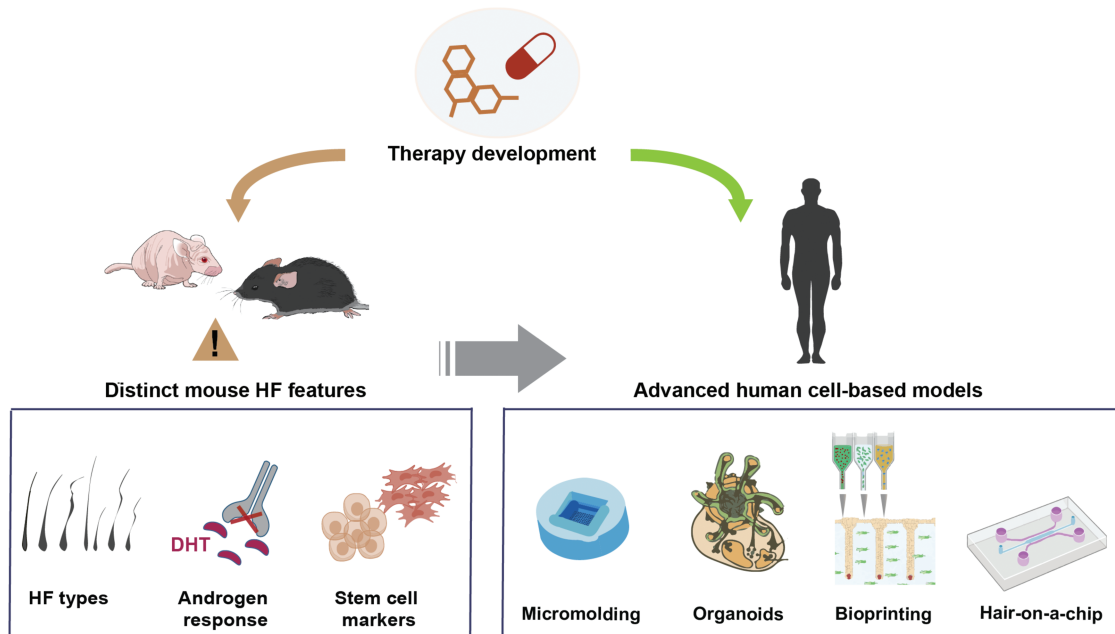 Therapy development
!
Distinct mouse HF features
Advanced human cell-based models
DHT
HF types
Androgen
response
Stem cell
markers
Micromolding
Organoids
Bioprinting
Hair-on-a-chip